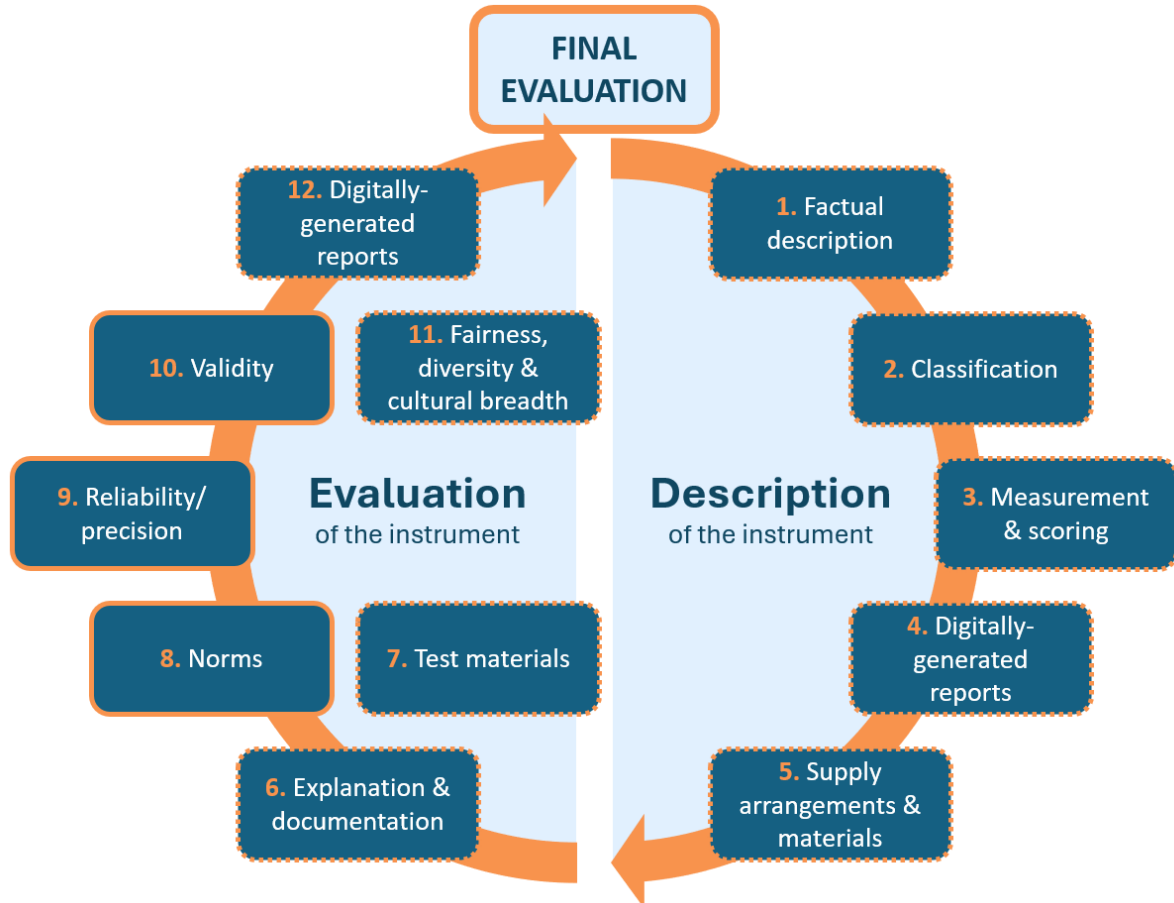 FINAL
EVALUATION
1. Factual
description
2. Classification
3. Measurement
& scoring
4. Digitally-
generated
reports
5. Supply
arrangements &
materials
Description
of the instrument
6. Explanation &
documentation
7. Test materials
8. Norms
9. Reliability/
precision
10. Validity
11. Fairness,
diversity &
cultural breadth
12. Digitally-
generated
reports
Evaluation
of the instrument